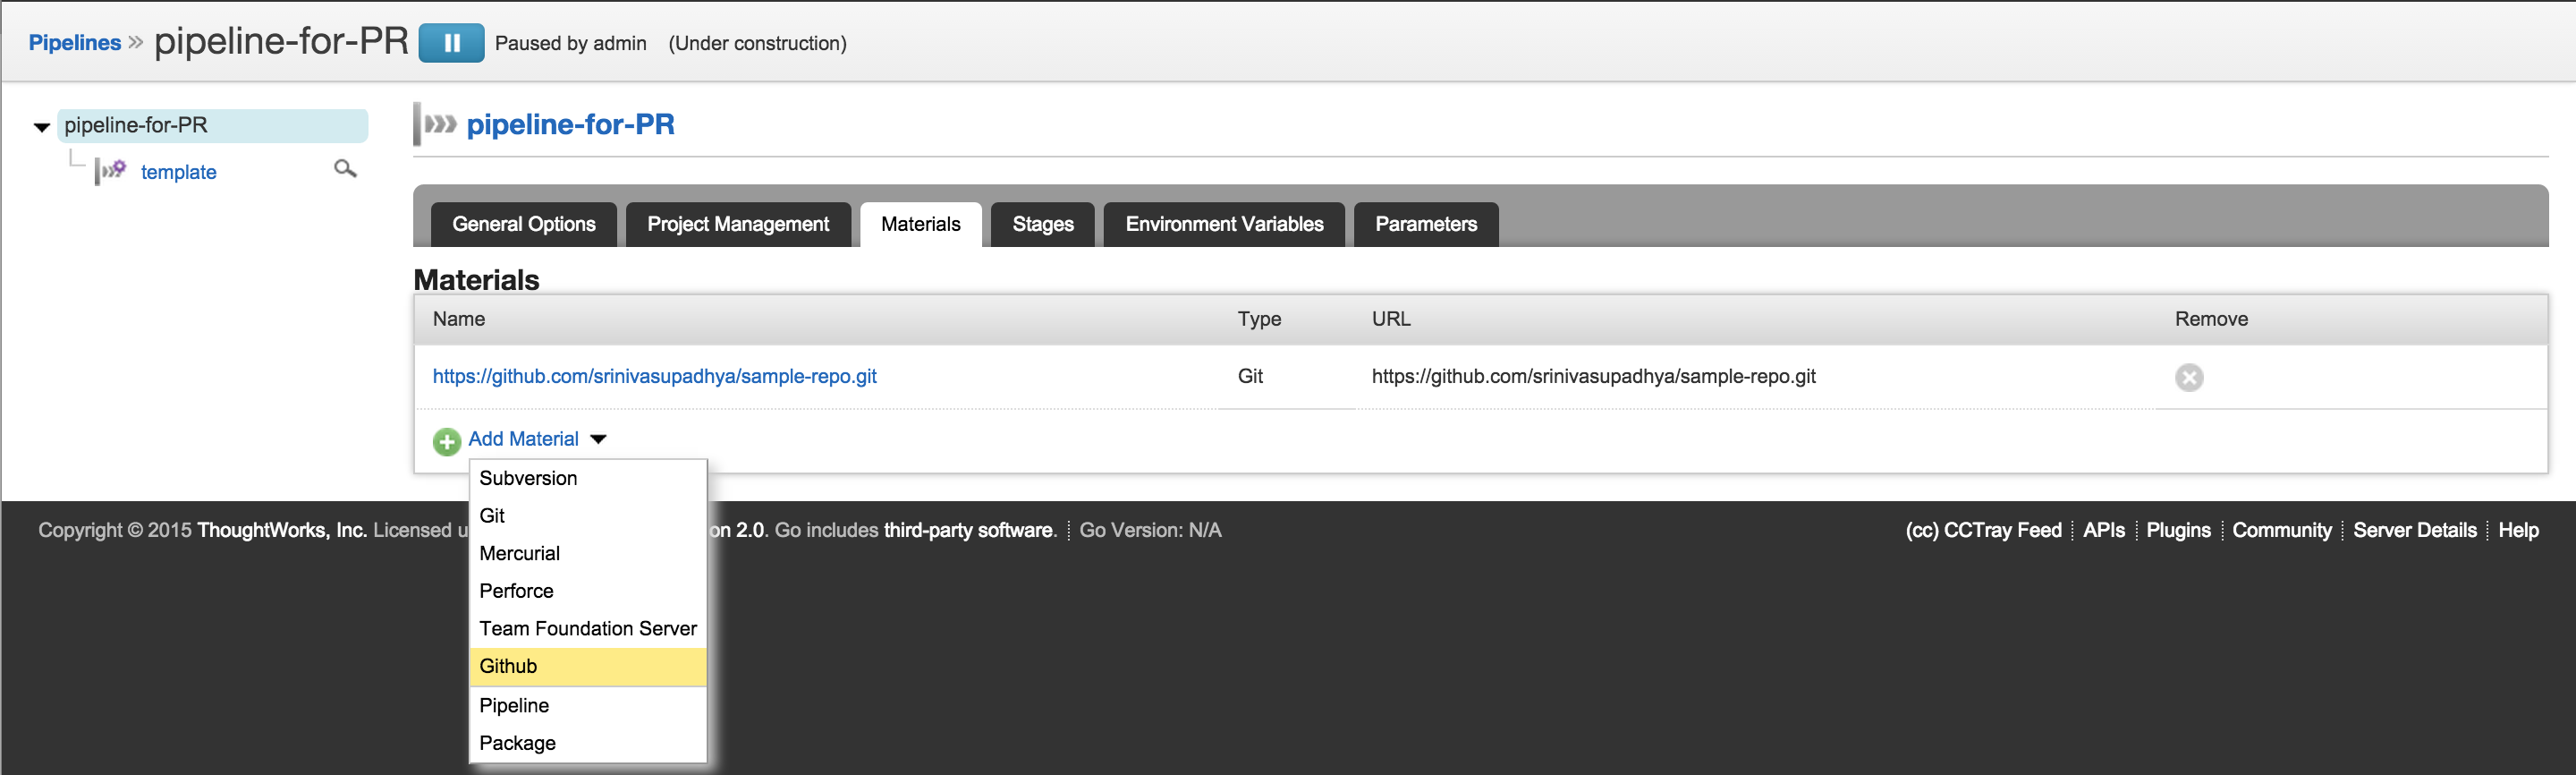 Pipelines » pipeline-for-PR Paused by admin (Under construction)
pipeline-for-PR
template
pipeline-for-PR
General Options Project Management Materials Stages Environment Variables Parameters
Materials
Name Type URL Remove
https://github.com/srinivasupadhya/sample-repo.git Git https://github.com/srinivasupadhya/sample-repo.git
Add Material
Subversion
Git
Mercurial
Perforce
Team Foundation Server
Github
Pipeline
Package
Copyright © 2015 ThoughtWorks, Inc. Licensed u on 2.0. Go includes third-party software. Go Version: N/A
(cc) CCTray Feed APIs Plugins Community Server Details Help